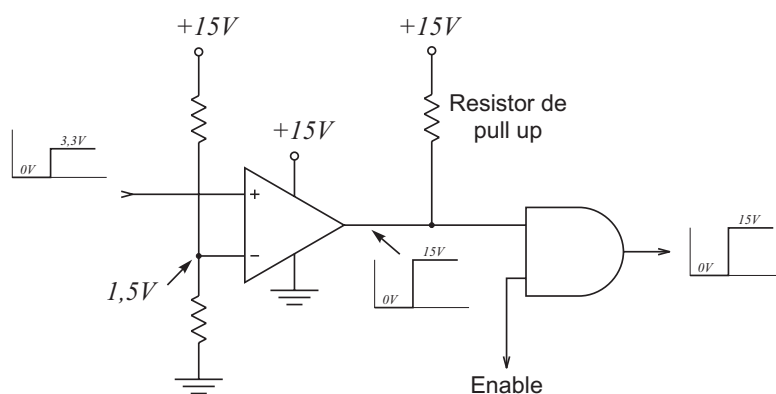 +15V
+15V
Resistor de
pull up
+15V
3,3V
0V
+
−
1,5V
15V
0V
15V
0V
Enable